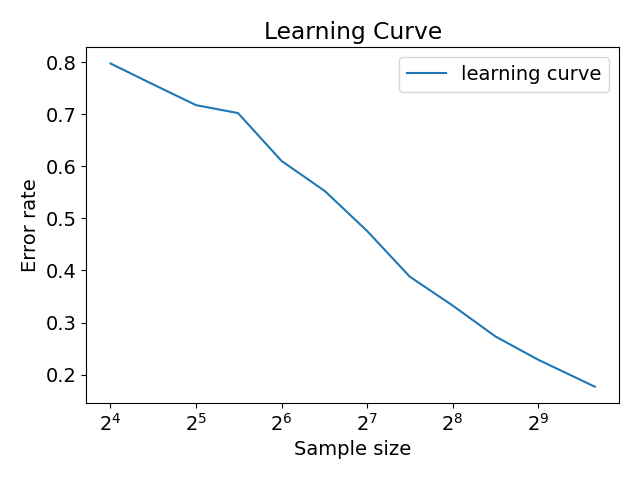 Learning Curve
learning curve
Error rate
0.8
0.7
0.6
0.5
0.4
0.3
0.2
2⁴ 2⁵ 2⁶ 2⁷ 2⁸ 2⁹
Sample size